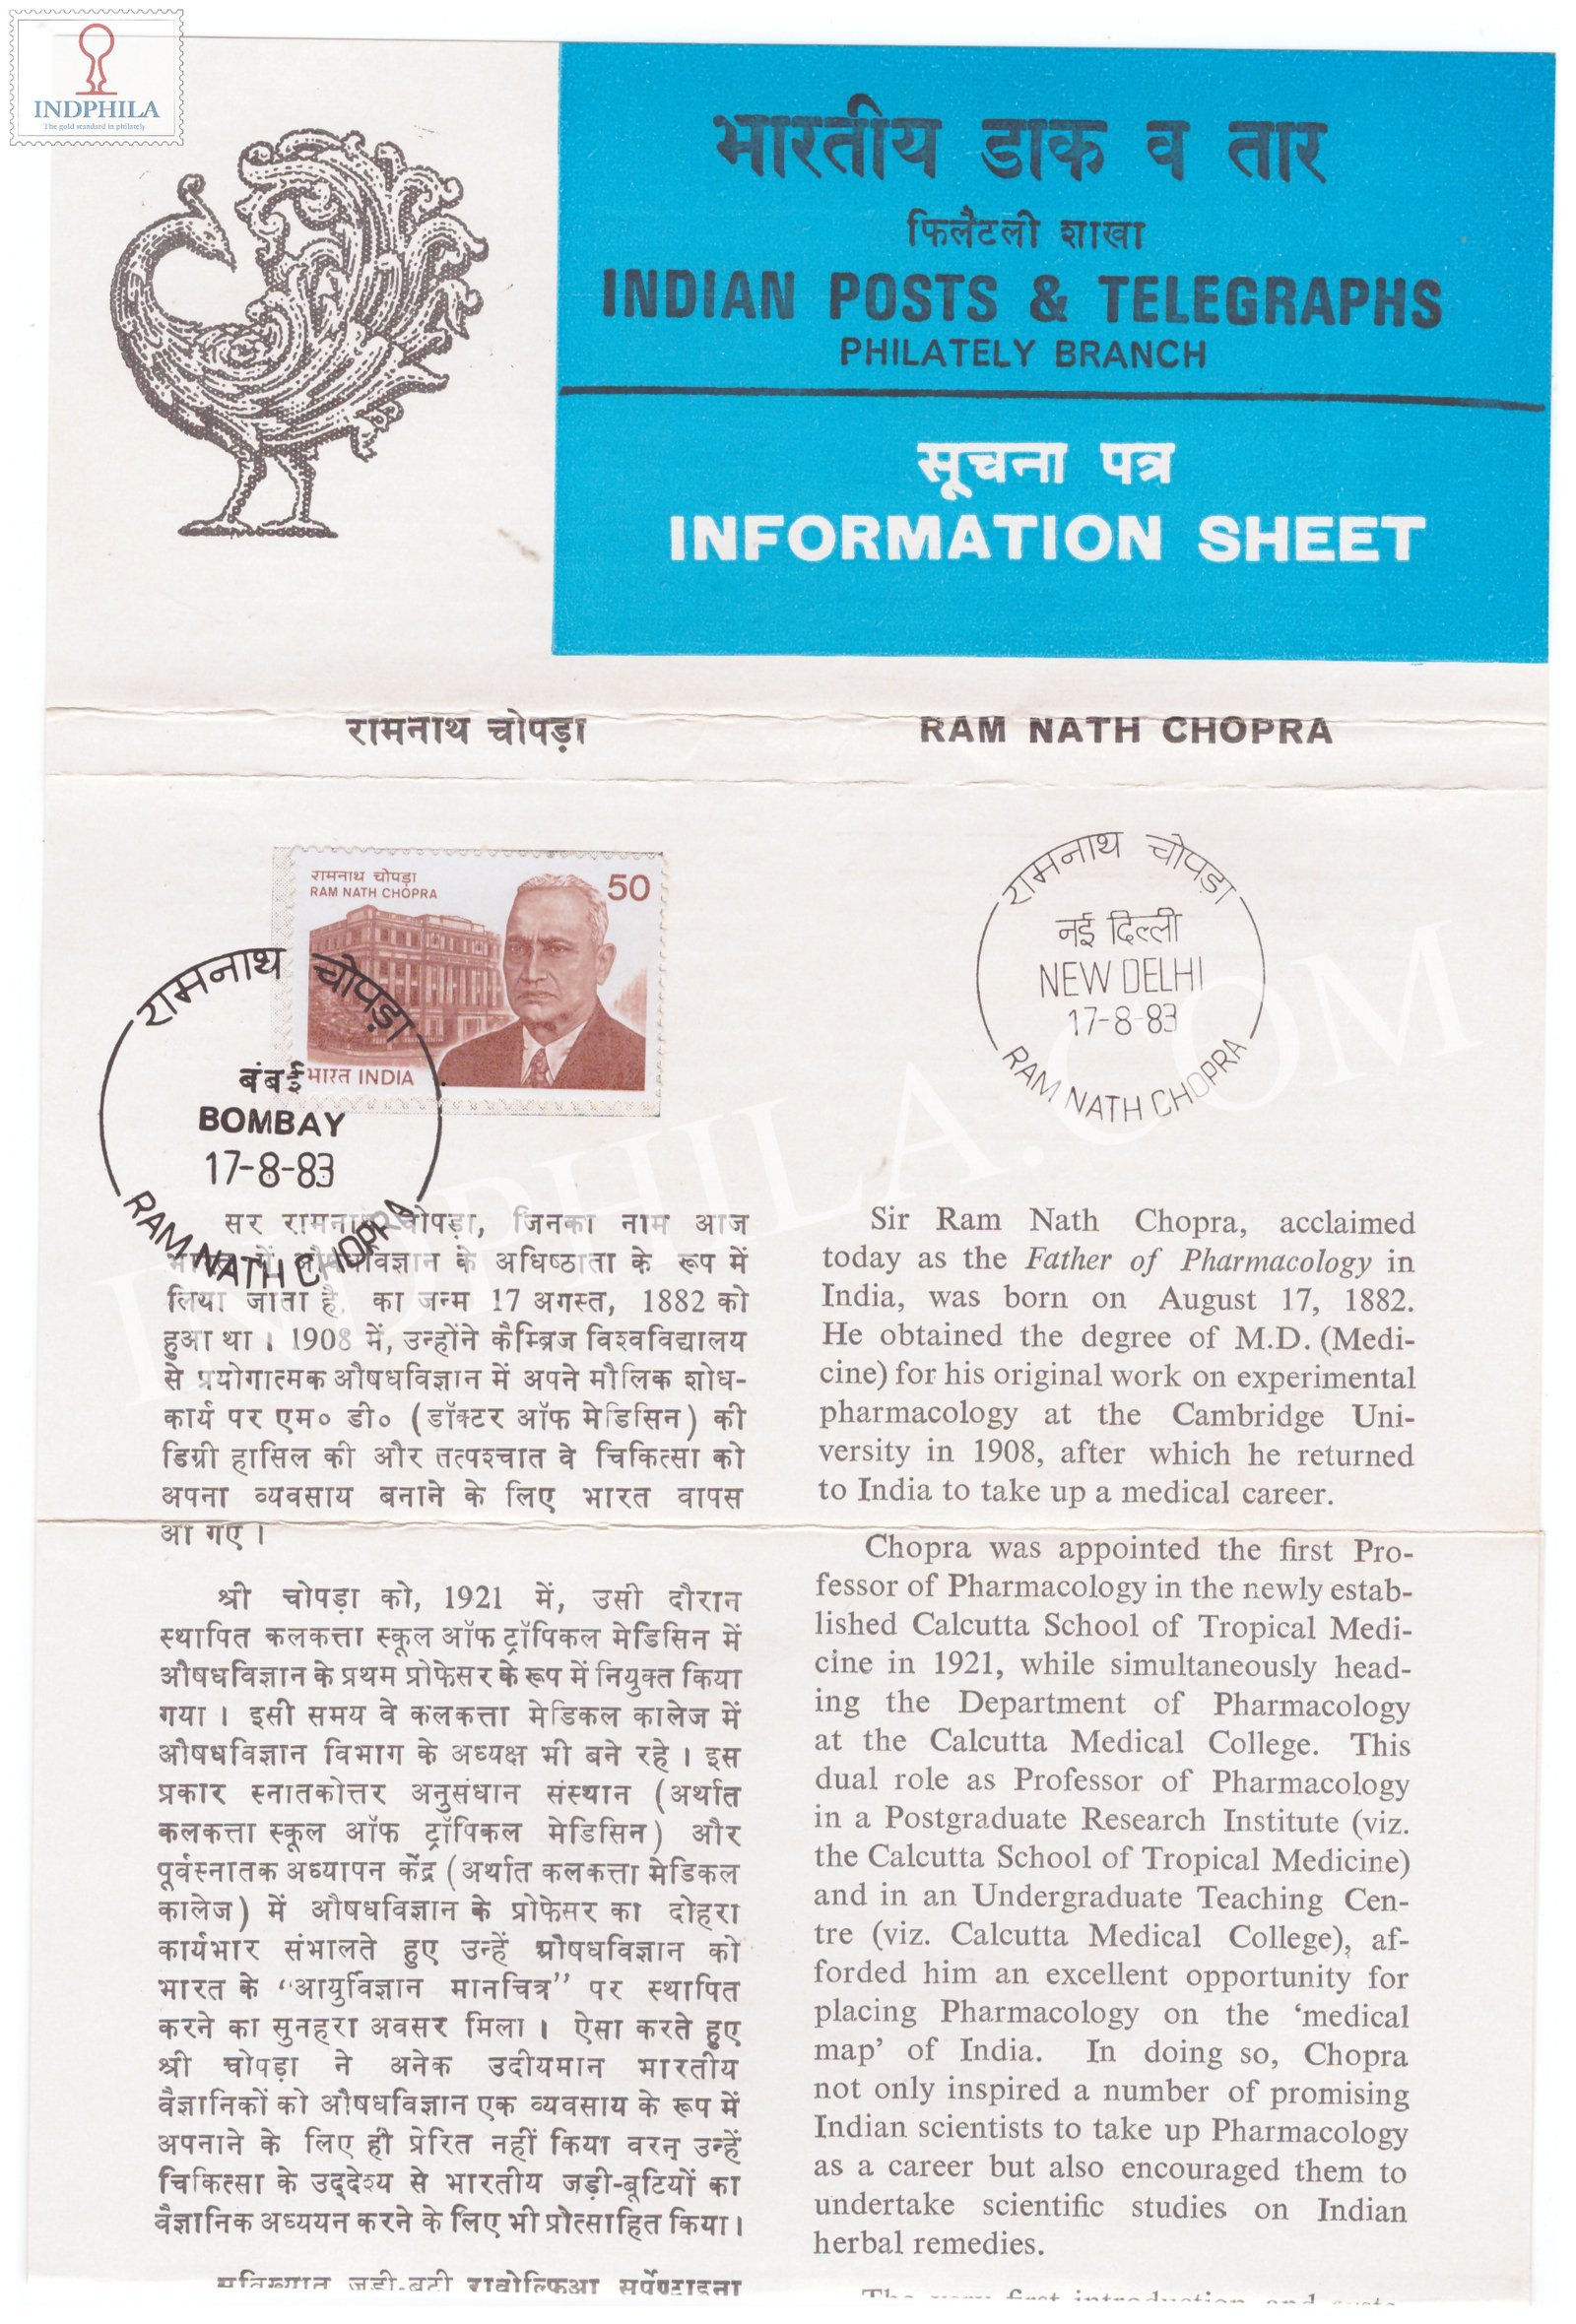 INDPHILA
The gold standard in philately
भारतीय डाक व तार
फिलैटली शाखा
INDIAN POSTS & TELEGRAPHS
PHILATELY BRANCH
सूचना पत्र
INFORMATION SHEET
रामनाथ चोपड़ा
RAM NATH CHOPRA
रामनाथ चोपड़ा
RAM NATH CHOPRA
50
भारत INDIA
रामनाथ चोपड़ा
बंबई
BOMBAY
17-8-83
RAM NATH CHOPRA
रामनाथ चोपड़ा
नई दिल्ली
NEW DELHI
17-8-83
RAM NATH CHOPRA
INDPHILA.COM
सर रामनाथ चोपड़ा, जिनका नाम आज
में औषधविज्ञान के अधिष्ठाता के रूप में
लिया जाता है, का जन्म 17 अगस्त, 1882 को
हुआ था । 1908 में, उन्होंने कैम्ब्रिज विश्वविद्यालय
से प्रयोगात्मक औषधविज्ञान में अपने मौलिक शोध-
कार्य पर एम० डी० (डॉक्टर ऑफ मेडिसिन) की
डिग्री हासिल की और तत्पश्चात वे चिकित्सा को
अपना व्यवसाय बनाने के लिए भारत वापस
आ गए ।
श्री चोपड़ा को, 1921 में, उसी दौरान
स्थापित कलकत्ता स्कूल ऑफ ट्रॉपिकल मेडिसिन में
औषधविज्ञान के प्रथम प्रोफेसर के रूप में नियुक्त किया
गया । इसी समय वे कलकत्ता मेडिकल कालेज में
औषधविज्ञान विभाग के अध्यक्ष भी बने रहे । इस
प्रकार स्नातकोत्तर अनुसंधान संस्थान (अर्थात
कलकत्ता स्कूल ऑफ ट्रॉपिकल मेडिसिन) और
पूर्वस्नातक अध्यापन केंद्र (अर्थात कलकत्ता मेडिकल
कालेज) में औषधविज्ञान के प्रोफेसर का दोहरा
कार्यभार संभालते हुए उन्हें औषधविज्ञान को
भारत के “आयुर्विज्ञान मानचित्र” पर स्थापित
करने का सुनहरा अवसर मिला । ऐसा करते हुए
श्री चोपड़ा ने अनेक उदीयमान भारतीय
वैज्ञानिकों को औषधविज्ञान एक व्यवसाय के रूप में
अपनाने के लिए ही प्रेरित नहीं किया वरन् उन्हें
चिकित्सा के उद्देश्य से भारतीय जड़ी-बूटियों का
वैज्ञानिक अध्ययन करने के लिए भी प्रोत्साहित किया ।
Sir Ram Nath Chopra, acclaimed
today as the Father of Pharmacology in
India, was born on August 17, 1882.
He obtained the degree of M.D. (Medi-
cine) for his original work on experimental
pharmacology at the Cambridge Uni-
versity in 1908, after which he returned
to India to take up a medical career.
Chopra was appointed the first Pro-
fessor of Pharmacology in the newly estab-
lished Calcutta School of Tropical Medi-
cine in 1921, while simultaneously head-
ing the Department of Pharmacology
at the Calcutta Medical College. This
dual role as Professor of Pharmacology
in a Postgraduate Research Institute (viz.
the Calcutta School of Tropical Medicine)
and in an Undergraduate Teaching Cen-
tre (viz. Calcutta Medical College), af-
forded him an excellent opportunity for
placing Pharmacology on the ‘medical
map’ of India. In doing so, Chopra
not only inspired a number of promising
Indian scientists to take up Pharmacology
as a career but also encouraged them to
undertake scientific studies on Indian
herbal remedies.